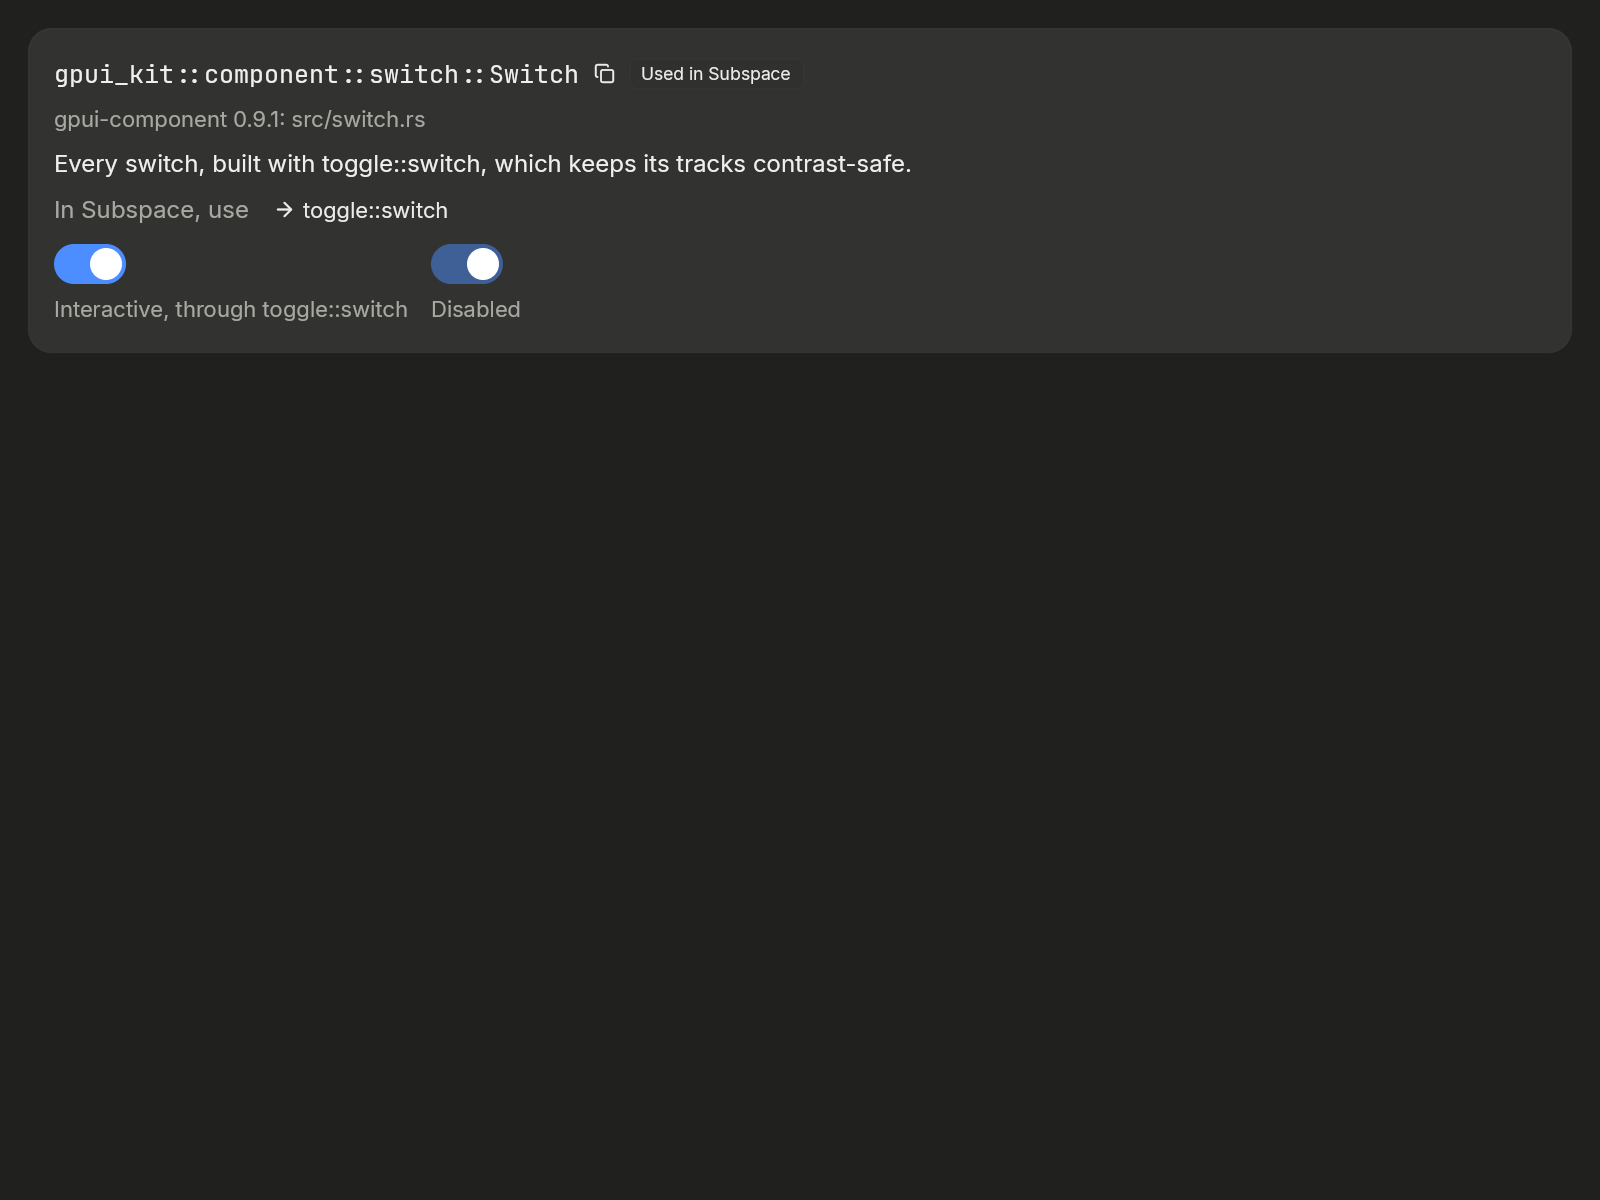 gpui_kit::component::switch::Switch Used in Subspace
gpui-component 0.9.1: src/switch.rs
Every switch, built with toggle::switch, which keeps its tracks contrast-safe.
In Subspace, use → toggle::switch
Interactive, through toggle::switch Disabled